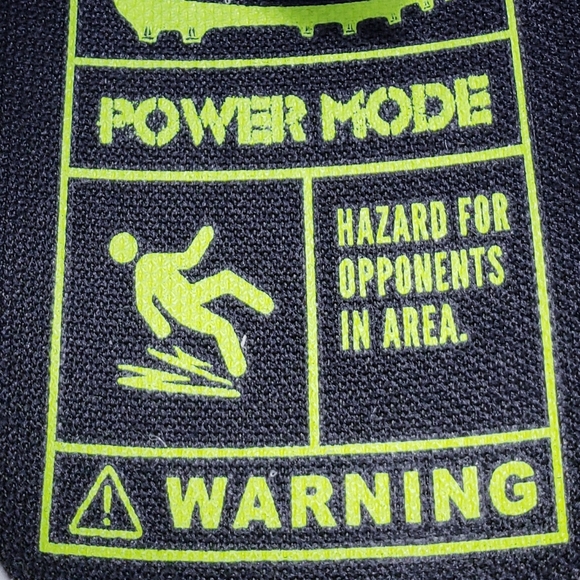 POWER MODE
HAZARD FOR
OPPONENTS
IN AREA.
WARNING